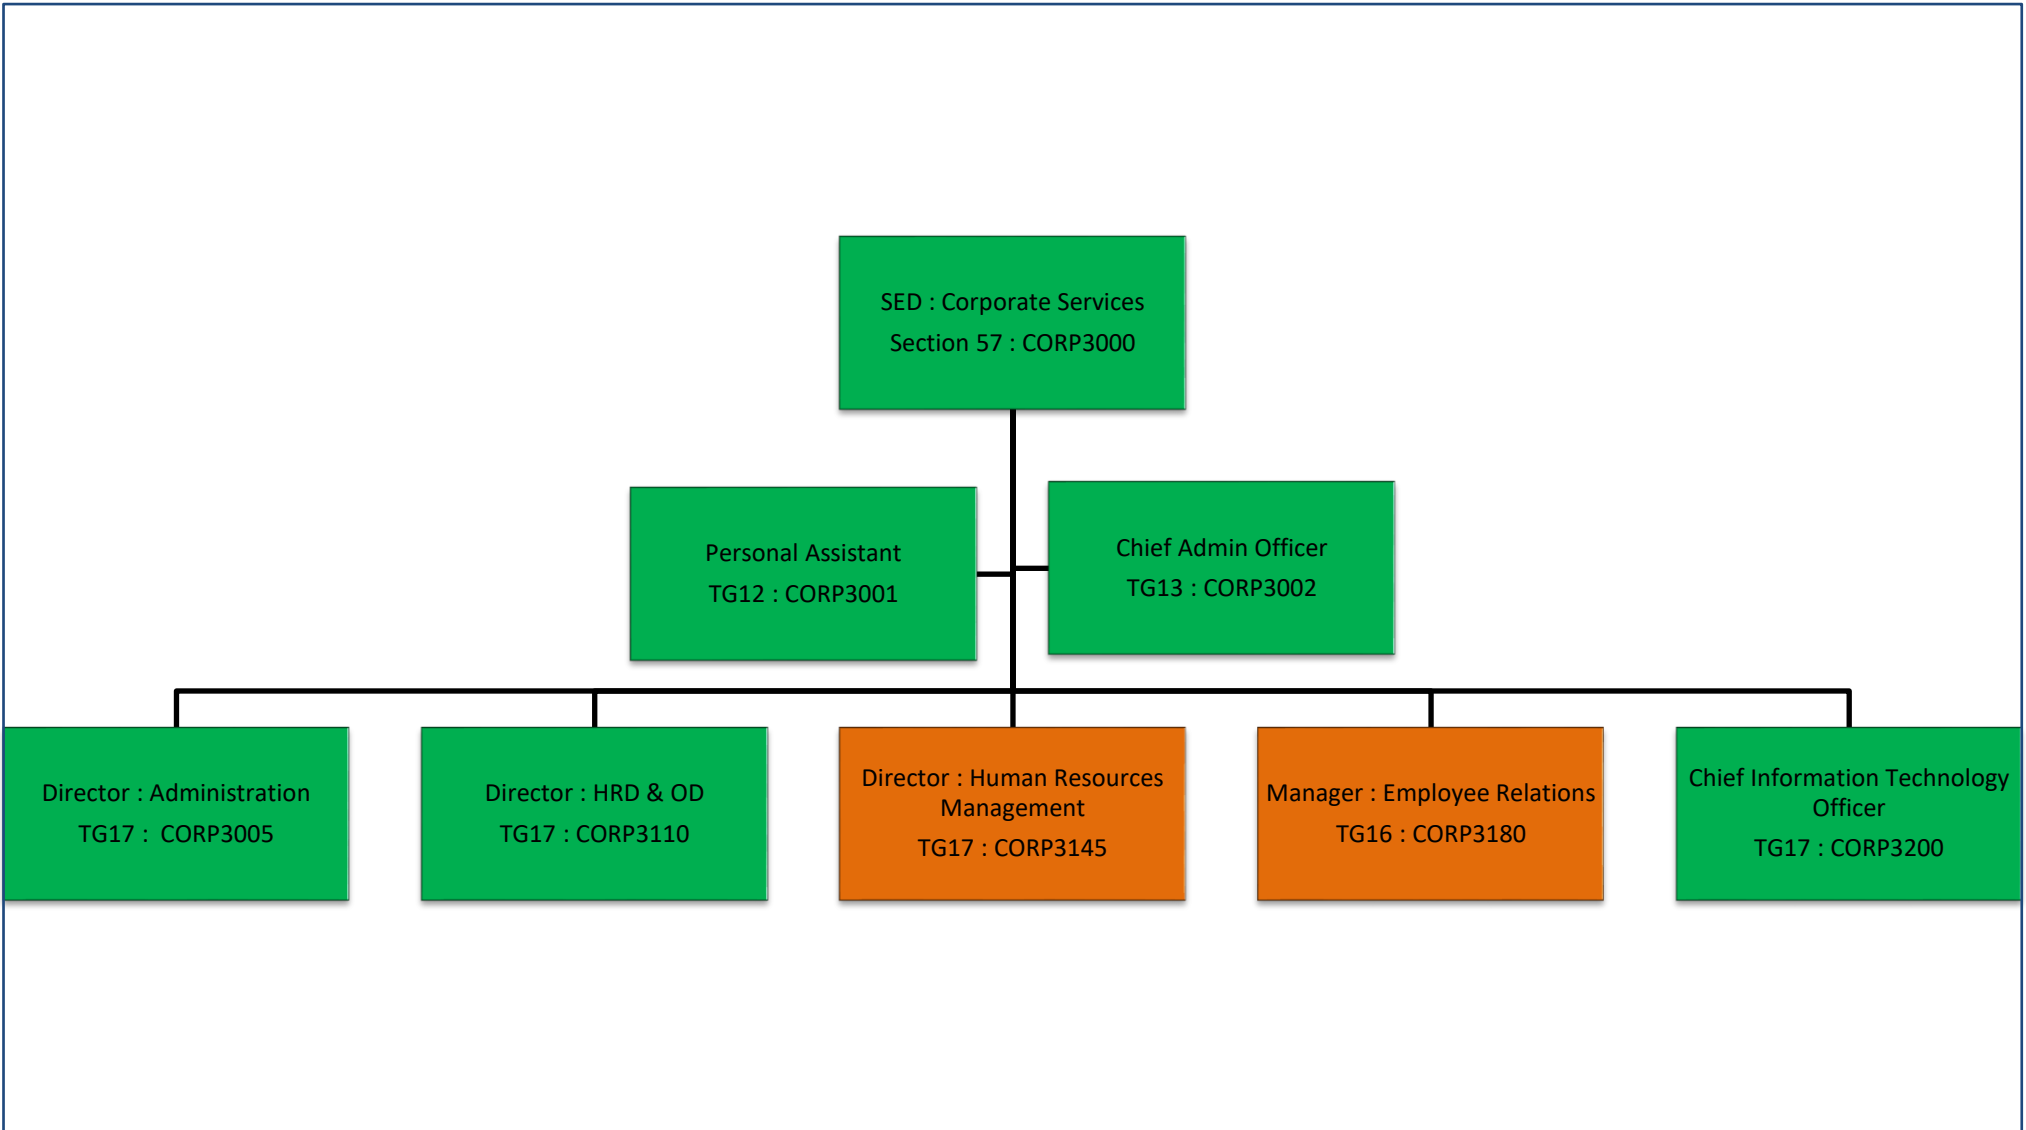 SED : Corporate Services
Section 57 : CORP3000
Personal Assistant
TG12 : CORP3001
Chief Admin Officer
TG13 : CORP3002
Director : Administration
TG17 :  CORP3005
Director : HRD & OD
TG17 : CORP3110
Director : Human Resources
Management
TG17 : CORP3145
Manager : Employee Relations
TG16 : CORP3180
Chief Information Technology
Officer
TG17 : CORP3200